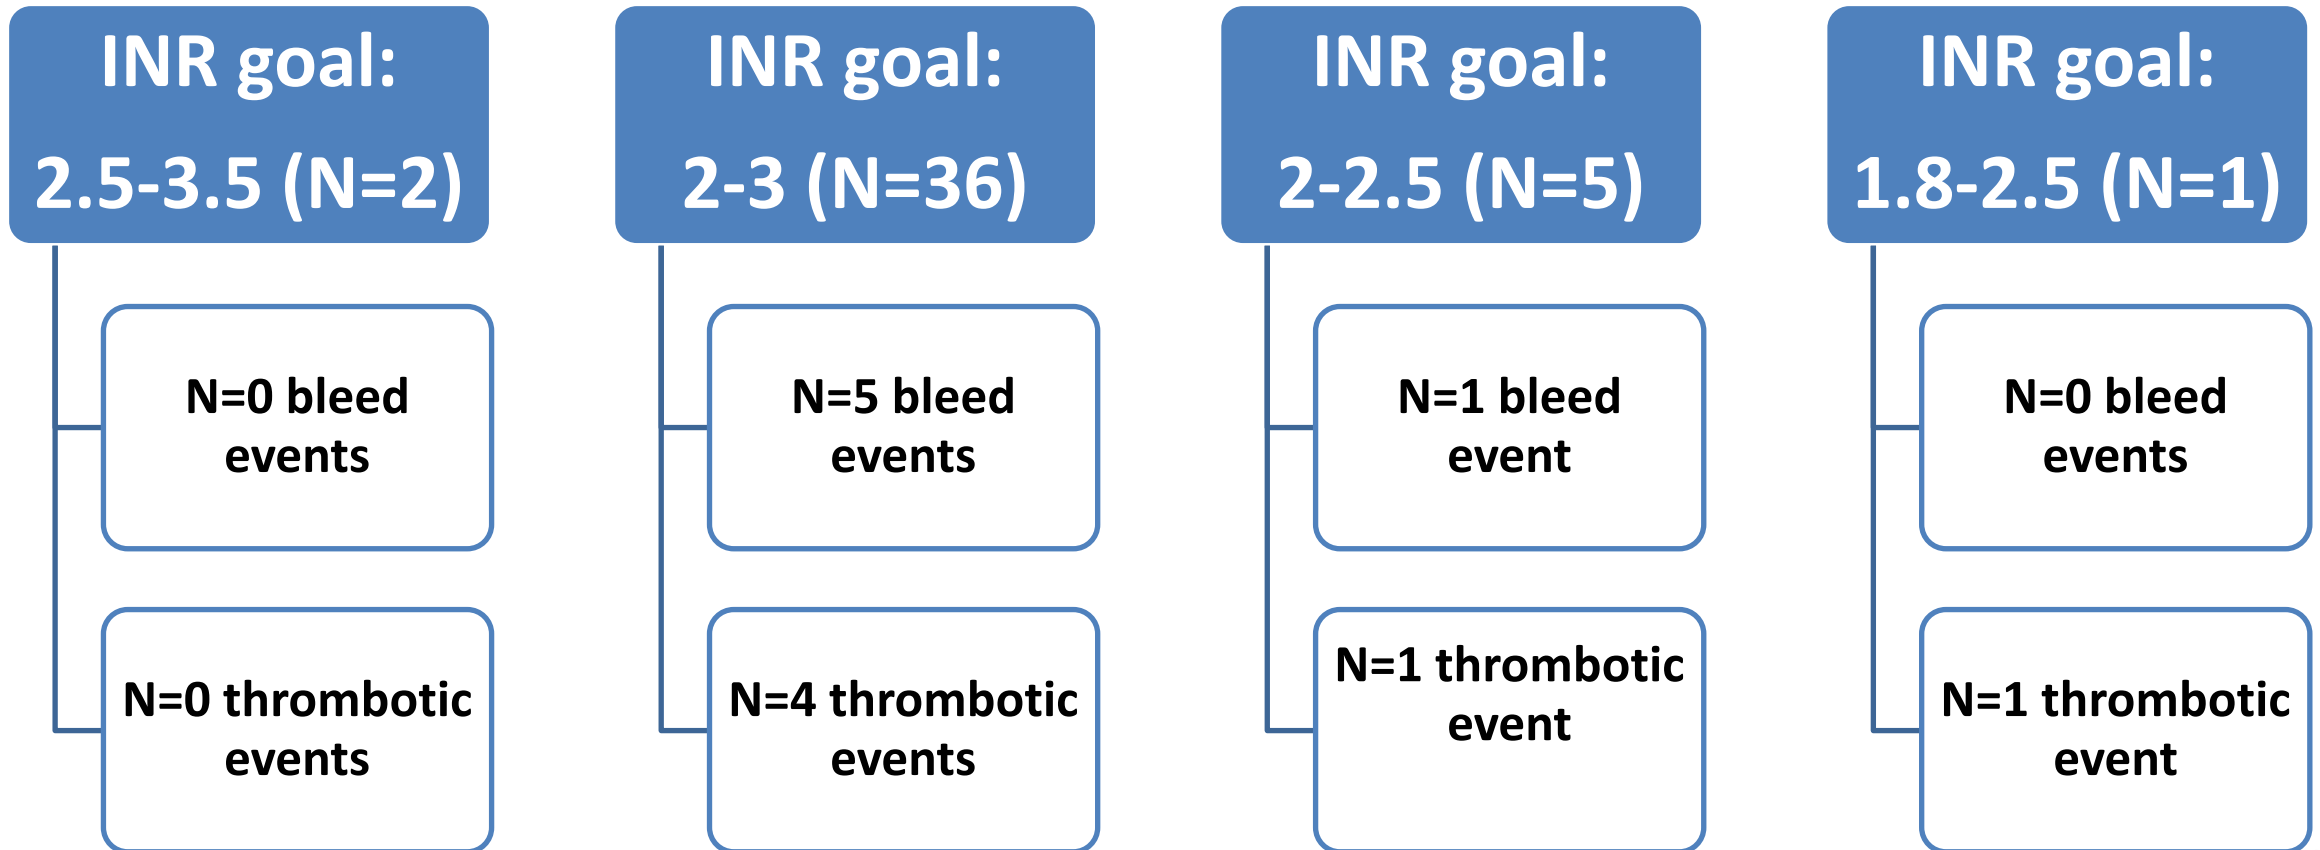 INR goal:
2.5-3.5 (N=2)
N=0 bleed
events
N=0 thrombotic
events
INR goal:
2-3 (N=36)
N=5 bleed
events
N=4 thrombotic
events
INR goal:
2-2.5 (N=5)
N=1 bleed
event
N=1 thrombotic
event
INR goal:
1.8-2.5 (N=1)
N=0 bleed
events
N=1 thrombotic
event